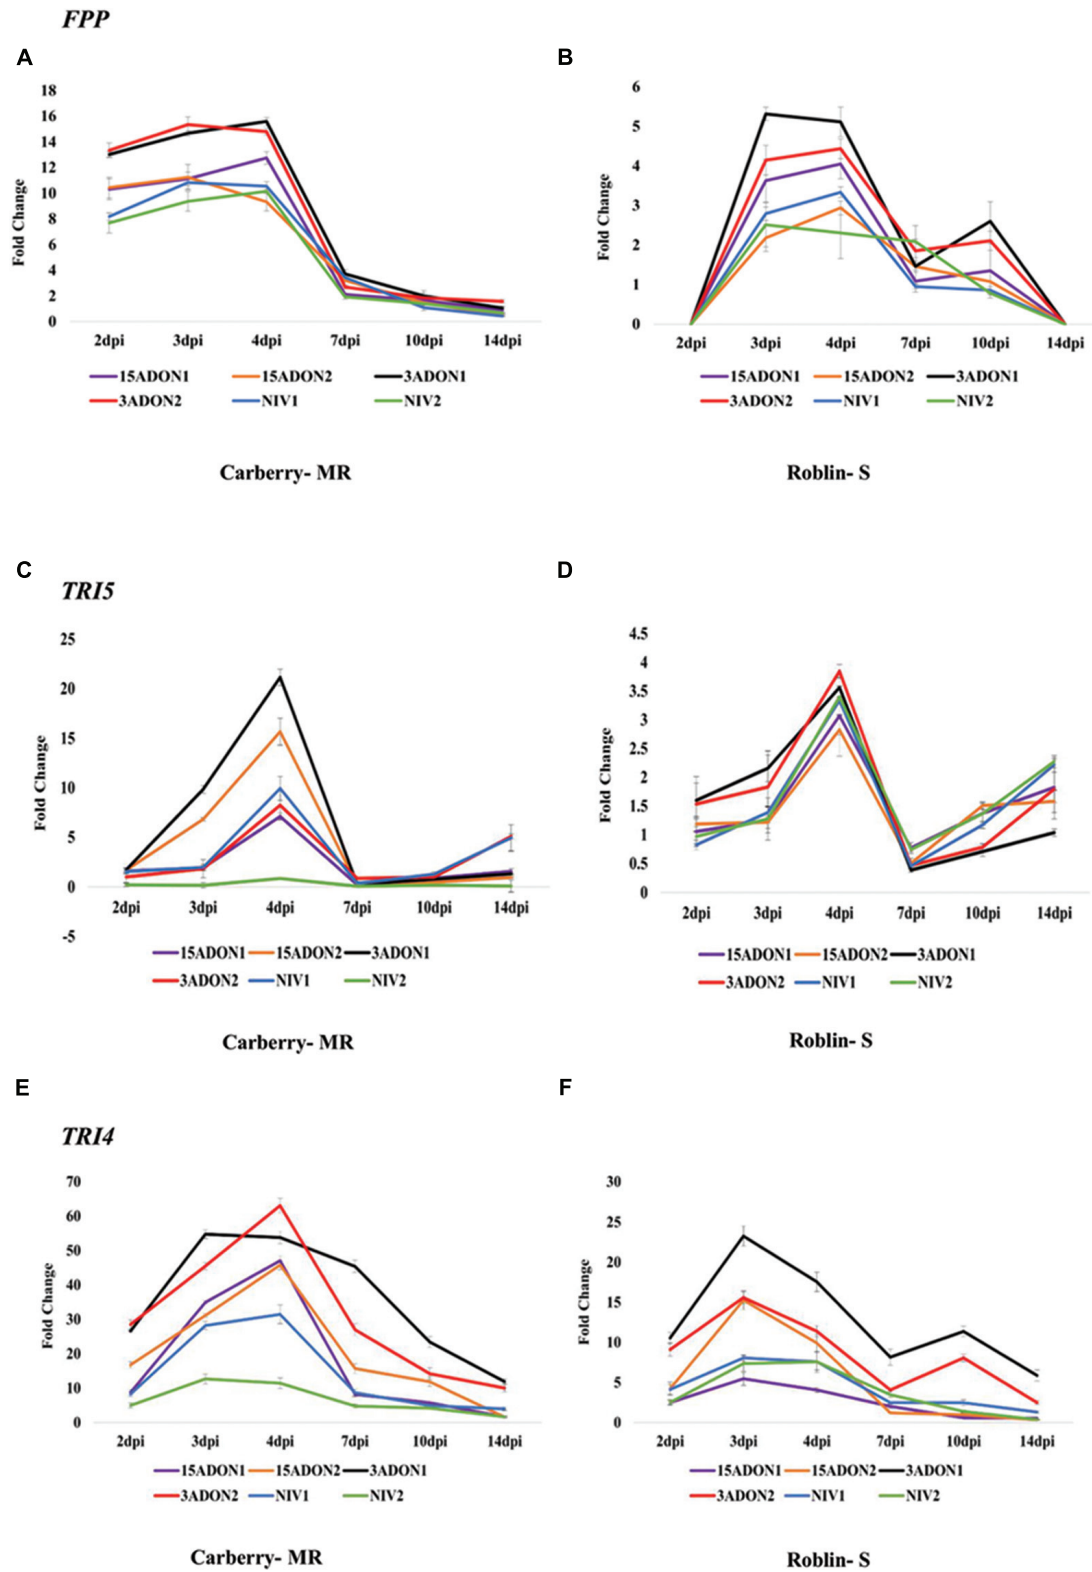 FPP
A
18
16
14
12
10
8
6
4
2
0
Fold Change
2dpi 3dpi 4dpi 7dpi 10dpi 14dpi
15ADON1 15ADON2 3ADON1
3ADON2 NIV1 NIV2
Carberry- MR
B
6
5
4
3
2
1
0
Fold Change
2dpi 3dpi 4dpi 7dpi 10dpi 14dpi
15ADON1 15ADON2 3ADON1
3ADON2 NIV1 NIV2
Roblin- S
C
TRI5
25
20
15
10
5
0
-5
Fold Change
2dpi 3dpi 4dpi 7dpi 10dpi 14dpi
15ADON1 15ADON2 3ADON1
3ADON2 NIV1 NIV2
Carberry- MR
D
4.5
4
3.5
3
2.5
2
1.5
1
0.5
0
Fold Change
2dpi 3dpi 4dpi 7dpi 10dpi 14dpi
15ADON1 15ADON2 3ADON1
3ADON2 NIV1 NIV2
Roblin- S
E
TRI4
70
60
50
40
30
20
10
0
Fold Change
2dpi 3dpi 4dpi 7dpi 10dpi 14dpi
15ADON1 15ADON2 3ADON1
3ADON2 NIV1 NIV2
Carberry- MR
F
30
25
20
15
10
5
0
Fold Change
2dpi 3dpi 4dpi 7dpi 10dpi 14dpi
15ADON1 15ADON2 3ADON1
3ADON2 NIV1 NIV2
Roblin- S